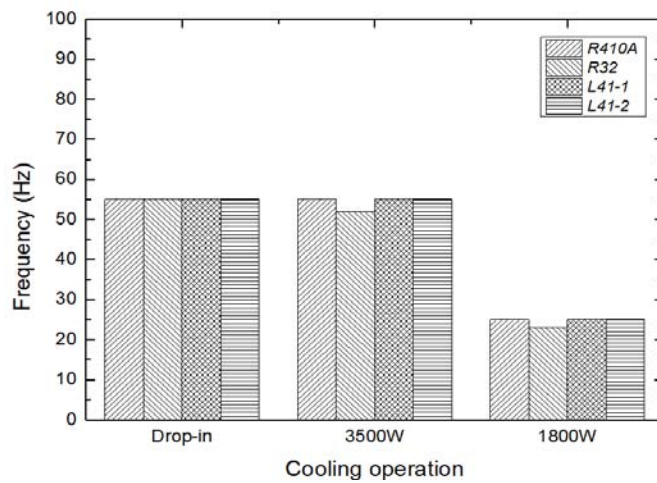 100
90
80
70
60
50
40
30
20
10
0
Frequency (Hz)
R410A
R32
L41-1
L41-2
Drop-in 3500W 1800W
Cooling operation